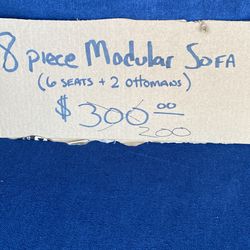 8 piece Modular SOFA
(6 SEATS + 2 OTTOMANS)
$ 300.00
200